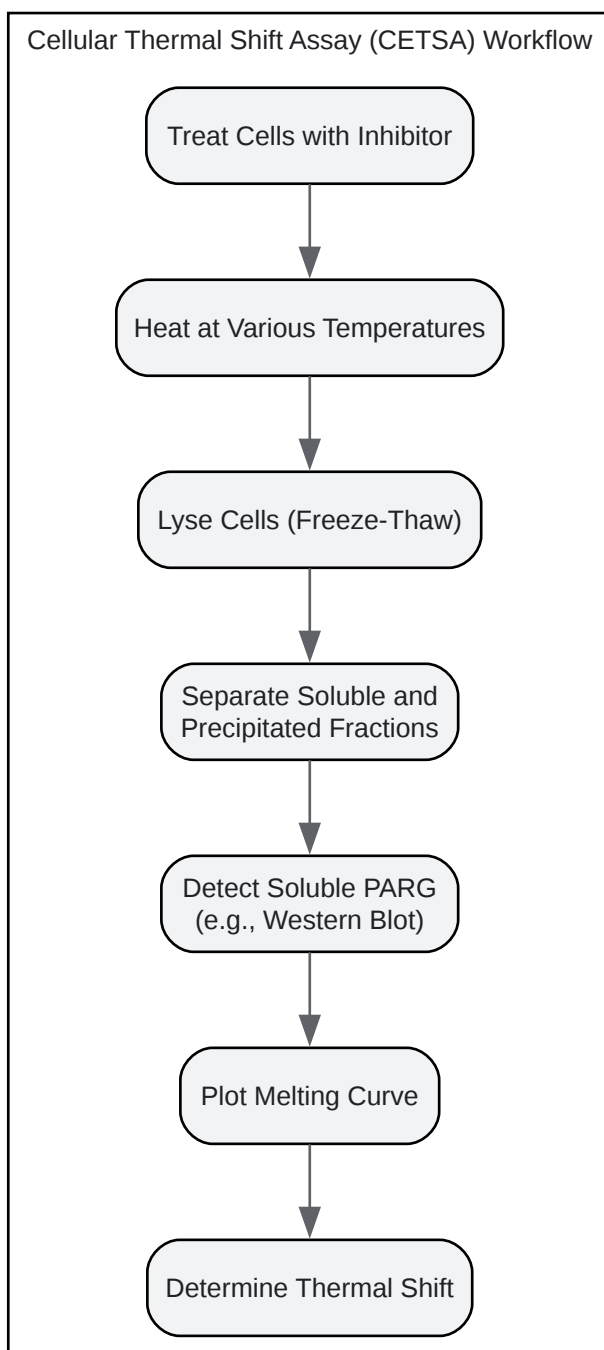 Cellular Thermal Shift Assay (CETSA) Workflow
Treat Cells with Inhibitor
Heat at Various Temperatures
Lyse Cells (Freeze-Thaw)
Separate Soluble and
Precipitated Fractions
Detect Soluble PARG
(e.g., Western Blot)
Plot Melting Curve
Determine Thermal Shift